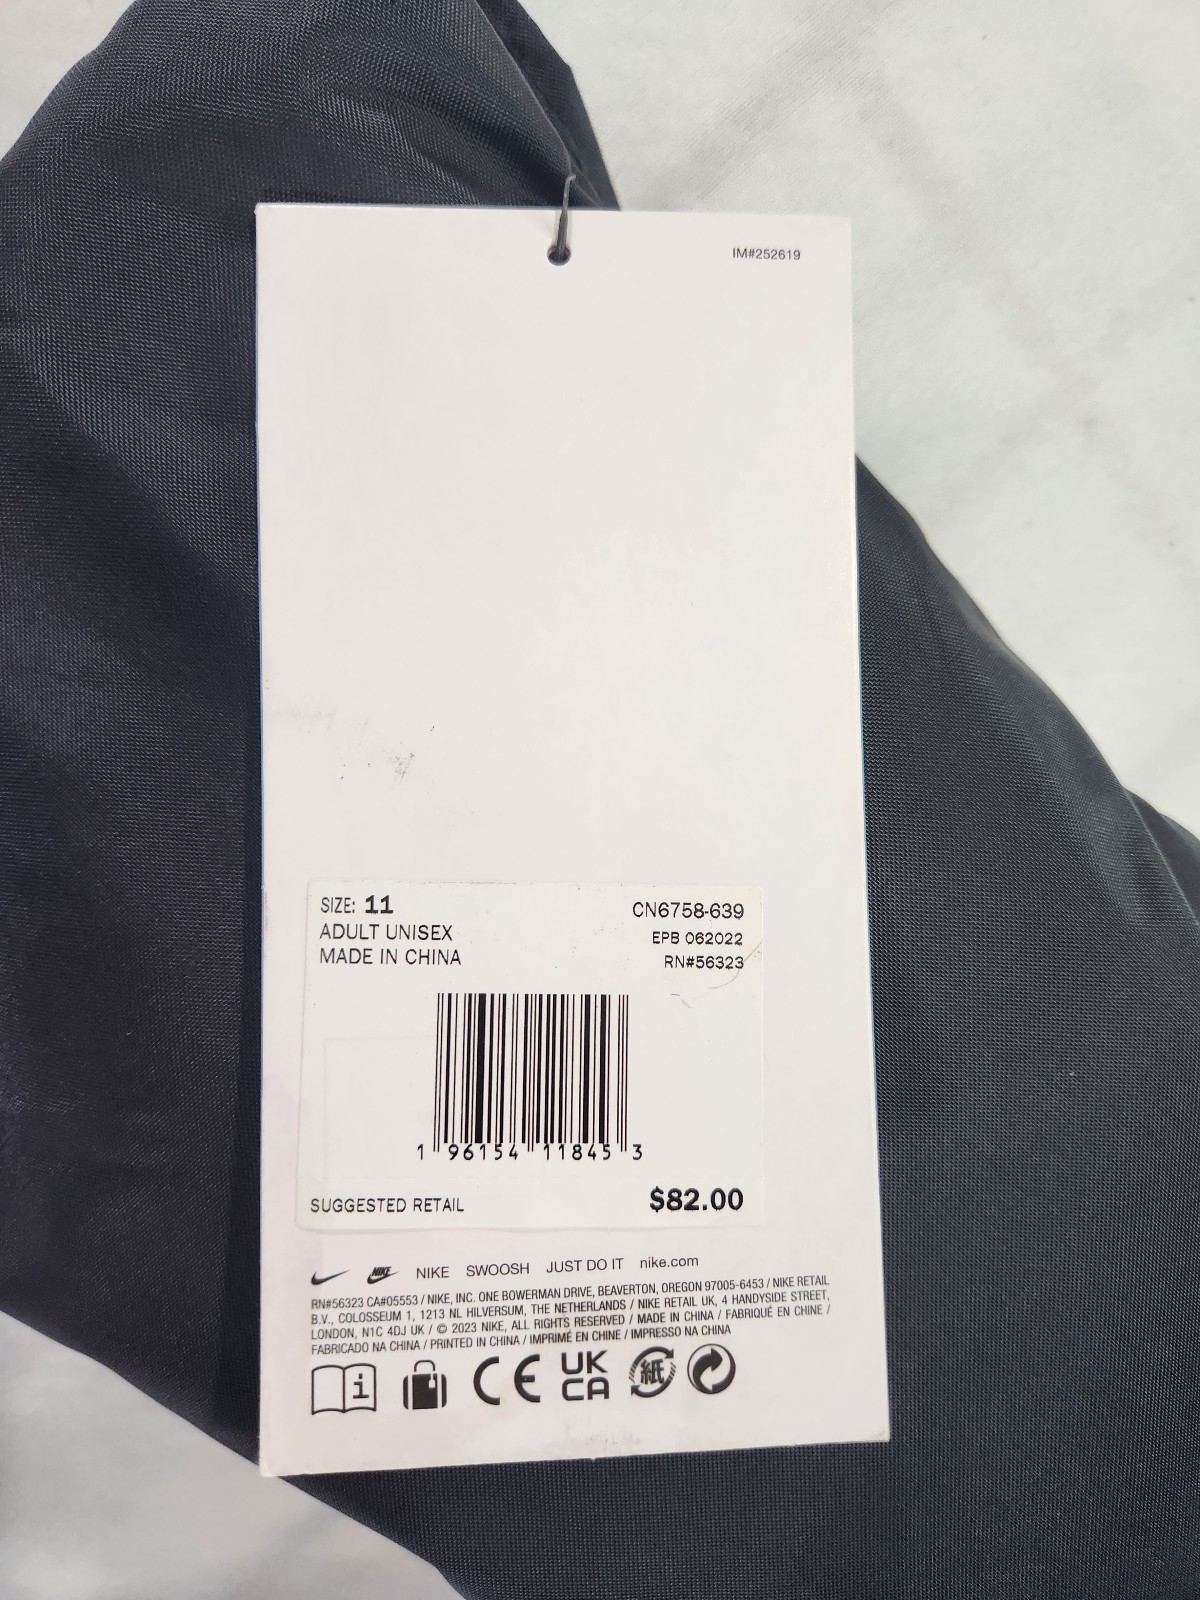 IM#252619
SIZE: 11
CN6758-639
ADULT UNISEX
EPB 062022
MADE IN CHINA
RN#56323
1 96154 11845 3
SUGGESTED RETAIL
$82.00
NIKE NIKE SWOOSH JUST DO IT nike.com
RN#56323 CA#05553 / NIKE, INC. ONE BOWERMAN DRIVE, BEAVERTON, OREGON 97005-6453 / NIKE RETAIL
B.V., COLOSSEUM 1, 1213 NL HILVERSUM, THE NETHERLANDS / NIKE RETAIL UK, 4 HANDYSIDE STREET,
LONDON, N1C 4DJ UK / © 2023 NIKE, ALL RIGHTS RESERVED / MADE IN CHINA / FABRIQUÉ EN CHINE /
FABRICADO NA CHINA / PRINTED IN CHINA / IMPRIMÉ EN CHINE / IMPRESSO NA CHINA
i CE UK CA 紙